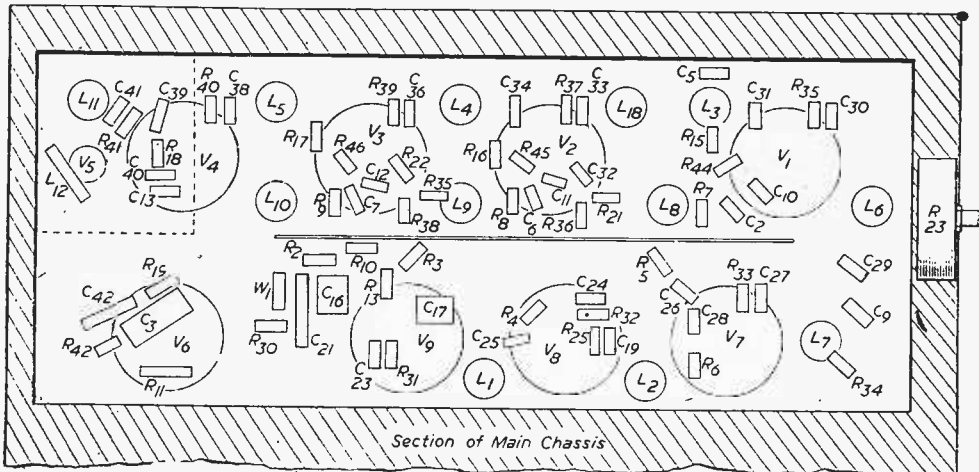 L11
C41
R41
C39
R40
C38
L5
R39
C36
L4
C34
R37
C33
L18
C5
L3
C31
R35
C30
V5
L12
R18
C40
C13
V4
R17
V3
R46
R22
C12
R35
R9
C7
R38
L10
L9
R16
V2
R45
C32
C11
R8
C6
R36
R21
R15
R44
V1
R7
C10
C2
L8
L6
R23
R2
R10
R3
R5
C29
C42
R15
C3
V6
R42
R11
W1
C16
R13
C17
C21
R30
V9
C23
R31
R4
C24
R32
C25
V8
R25
C19
L1
L2
C26
R33
C27
C28
V7
R6
L7
C9
R34
Section of Main Chassis